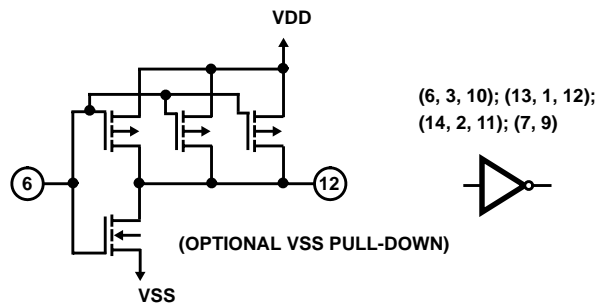 VDD
(6, 3, 10); (13, 1, 12);
(14, 2, 11); (7, 9)
6
12
(OPTIONAL VSS PULL-DOWN)
VSS